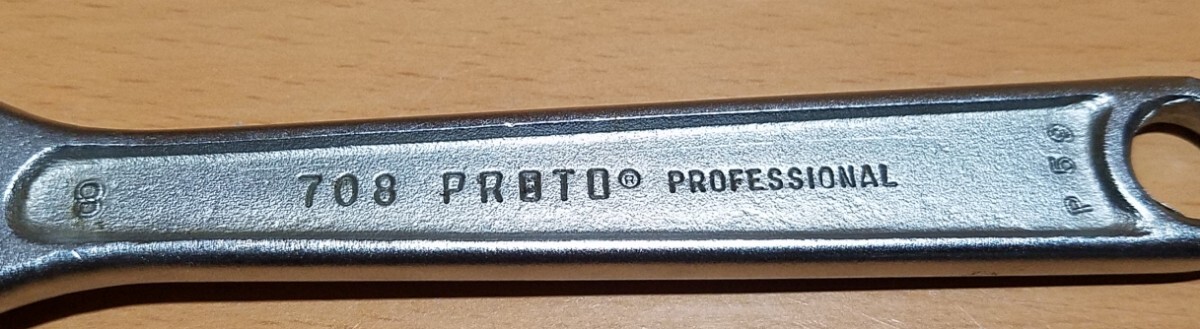 8
708 PROTO® PROFESSIONAL
P 59